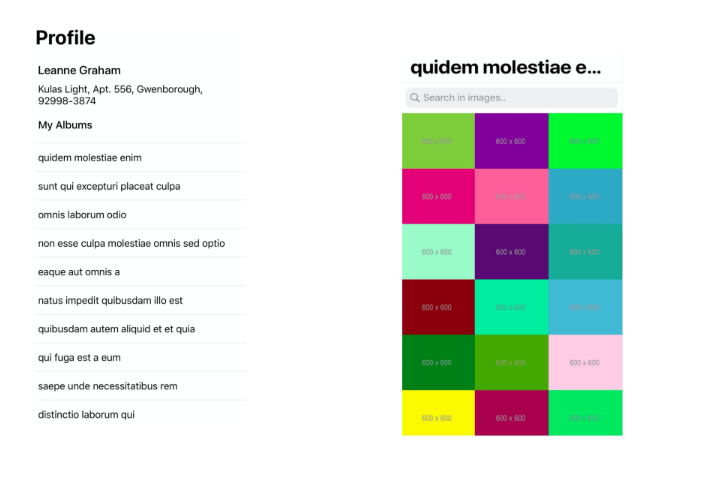 Profile
Leanne Graham
Kulas Light, Apt. 556, Gwenborough,
92998-3874
My Albums
quidem molestiae enim
sunt qui excepturi placeat culpa
omnis laborum odio
non esse culpa molestiae omnis sed optio
eaque aut omnis a
natus impedit quibusdam illo est
quibusdam autem aliquid et et quia
qui fuga est a eum
saepe unde necessitatibus rem
distinctio laborum qui
quidem molestiae e...
Search in images..
600 x 600 600 x 600 600 x 600
600 x 600 600 x 600 600 x 600
600 x 600 600 x 600 600 x 600
600 x 600 600 x 600 600 x 600
600 x 600 600 x 600 600 x 600
600 x 600 600 x 600 600 x 600